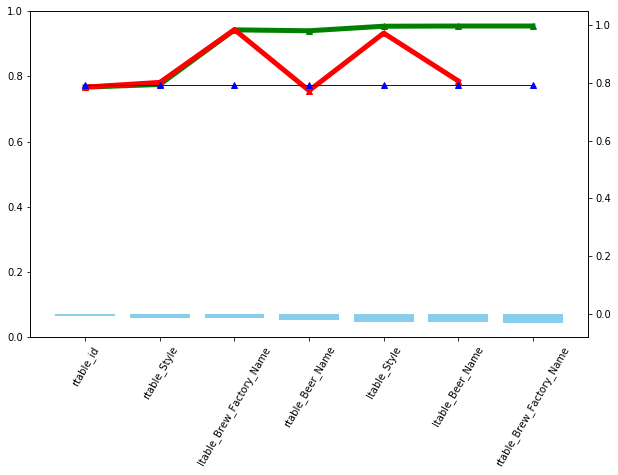 1.0
0.8
0.6
0.4
0.2
0.0
1.0
0.8
0.6
0.4
0.2
0.0
rtable_id
rtable_Style
ltable_Brew_Factory_Name
rtable_Beer_Name
ltable_Style
ltable_Beer_Name
rtable_Brew_Factory_Name